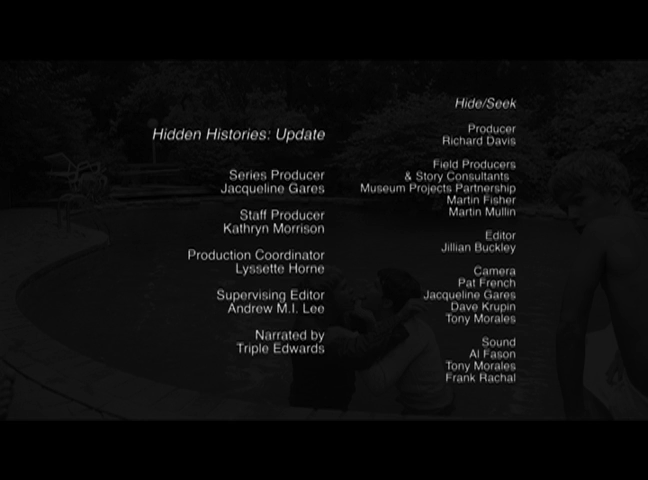 Hidden Histories: Update
Series Producer
Jacqueline Gares
Staff Producer
Kathryn Morrison
Production Coordinator
Lyssette Horne
Supervising Editor
Andrew M.I. Lee
Narrated by
Triple Edwards
Hide/Seek
Producer
Richard Davis
Field Producers
& Story Consultants
Museum Projects Partnership
Martin Fisher
Martin Mullin
Editor
Jillian Buckley
Camera
Pat French
Jacqueline Gares
Dave Krupin
Tony Morales
Sound
Al Fason
Tony Morales
Frank Rachal